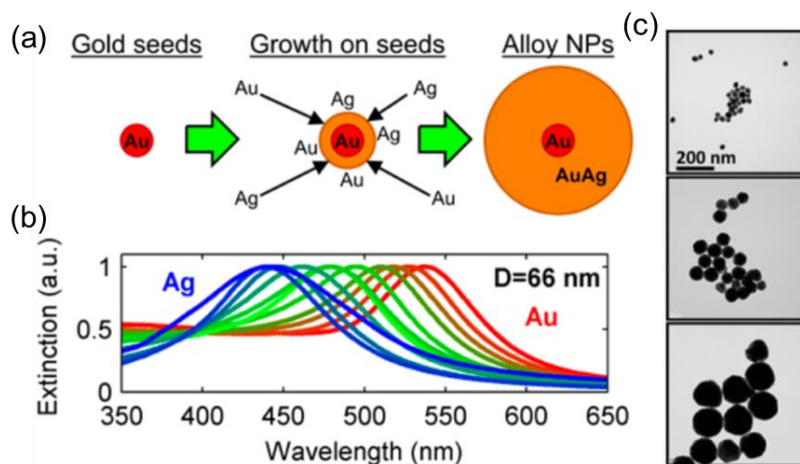 (a)
Gold seeds
Growth on seeds
Alloy NPs
Au
Au
Ag
Ag
Au
Au
Ag
Ag
Au
Au
Au
AuAg
(b)
Extinction (a.u.)
1
0.5
0
Ag
D=66 nm
Au
350 400 450 500 550 600 650
Wavelength (nm)
(c)
200 nm